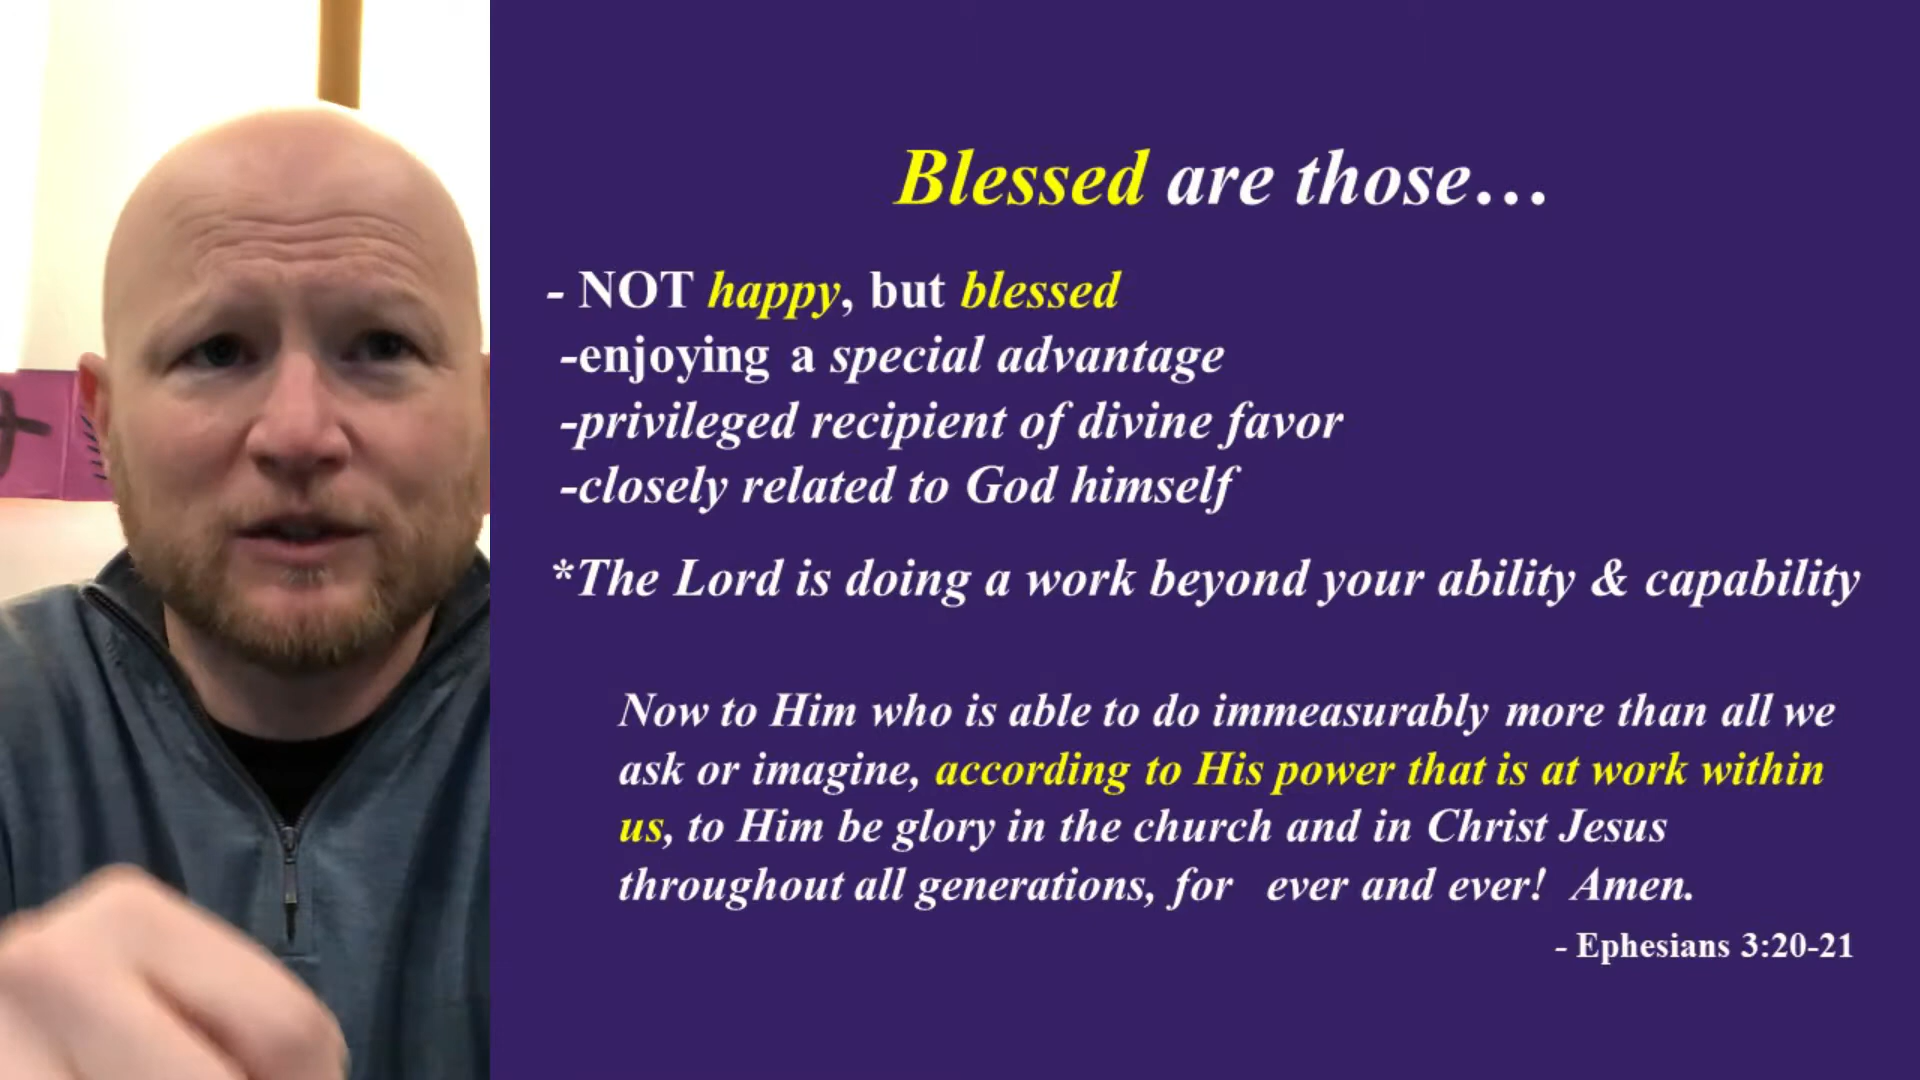 Blessed are those…
- NOT happy, but blessed
-enjoying a special advantage
-privileged recipient of divine favor
-closely related to God himself
*The Lord is doing a work beyond your ability & capability
Now to Him who is able to do immeasurably more than all we
ask or imagine, according to His power that is at work within
us, to Him be glory in the church and in Christ Jesus
throughout all generations, for ever and ever! Amen.
- Ephesians 3:20-21